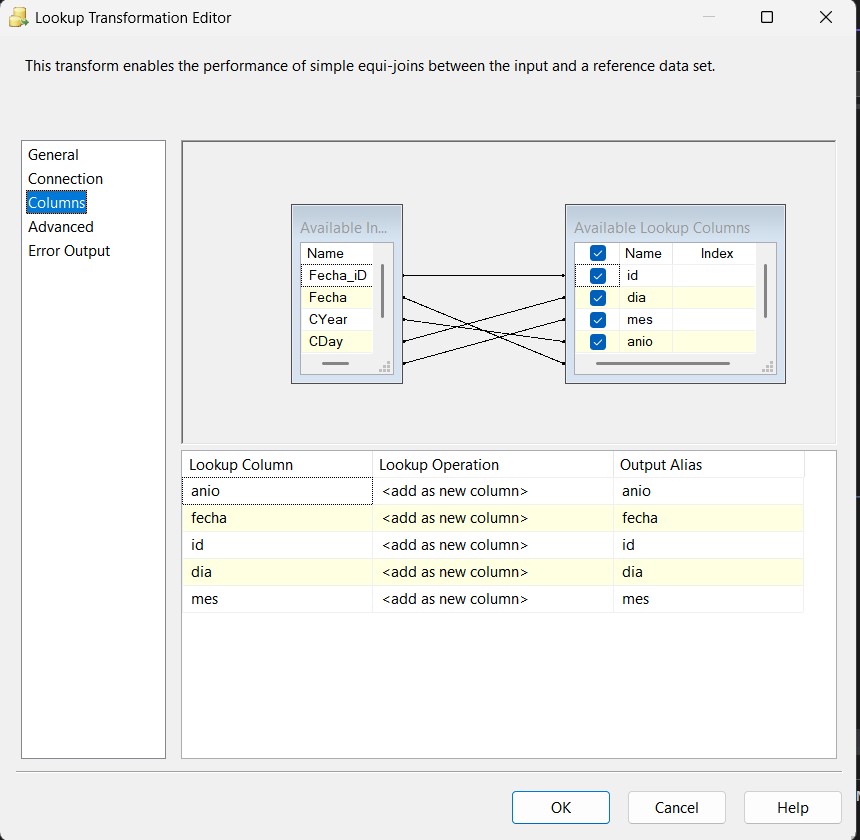 Lookup Transformation Editor
This transform enables the performance of simple equi-joins between the input and a reference data set.
General
Connection
Columns
Advanced
Error Output
Available In...
Name
Fecha_iD
Fecha
CYear
CDay
Available Lookup Columns
Name Index
id
dia
mes
anio
Lookup Column Lookup Operation Output Alias
anio <add as new column> anio
fecha <add as new column> fecha
id <add as new column> id
dia <add as new column> dia
mes <add as new column> mes
OK Cancel Help